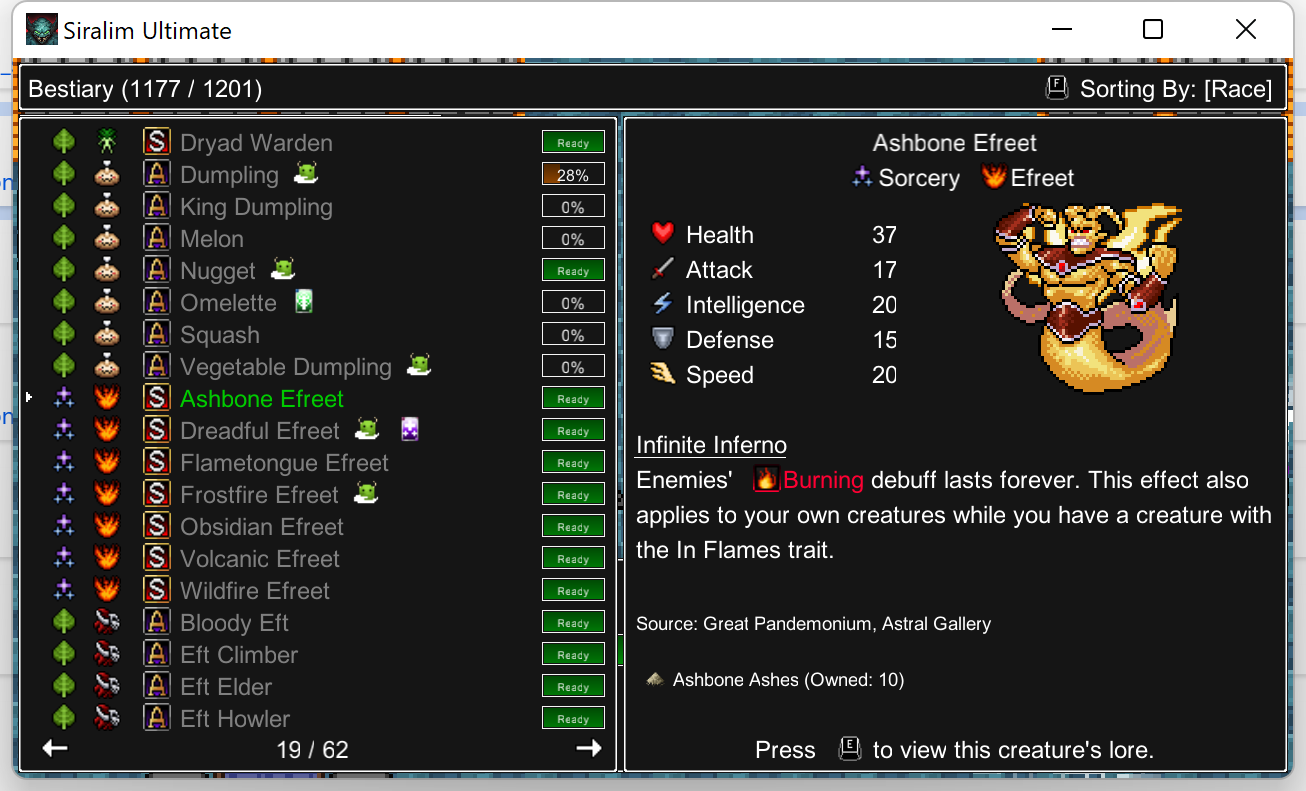 Siralim Ultimate
Bestiary (1177 / 1201)
F Sorting By: [Race]
S Dryad Warden Ready
A Dumpling 28%
A King Dumpling 0%
A Melon 0%
A Nugget Ready
A Omelette 0%
A Squash 0%
A Vegetable Dumpling 0%
S Ashbone Efreet Ready
S Dreadful Efreet Ready
S Flametongue Efreet Ready
S Frostfire Efreet Ready
S Obsidian Efreet Ready
S Volcanic Efreet Ready
S Wildfire Efreet Ready
A Bloody Eft Ready
A Eft Climber Ready
A Eft Elder Ready
A Eft Howler Ready
19 / 62
Ashbone Efreet
Sorcery Efreet
Health 37
Attack 17
Intelligence 20
Defense 15
Speed 20
Infinite Inferno
Enemies' Burning debuff lasts forever. This effect also
applies to your own creatures while you have a creature with
the In Flames trait.
Source: Great Pandemonium, Astral Gallery
Ashbone Ashes (Owned: 10)
Press E to view this creature's lore.